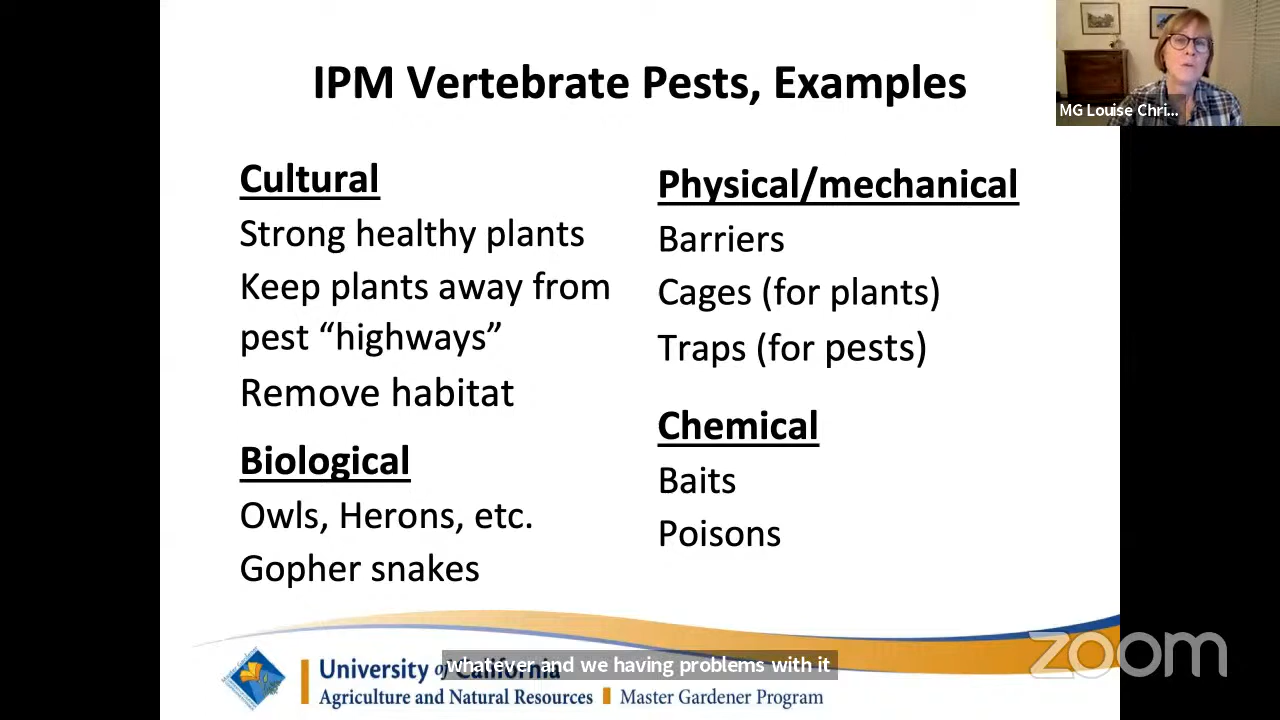 IPM Vertebrate Pests, Examples
MG Louise Chri...
Cultural
Strong healthy plants
Keep plants away from
pest “highways”
Remove habitat
Biological
Owls, Herons, etc.
Gopher snakes
Physical/mechanical
Barriers
Cages (for plants)
Traps (for pests)
Chemical
Baits
Poisons
whatever and we having problems with it
University of California
Agriculture and Natural Resources Master Gardener Program
zoom